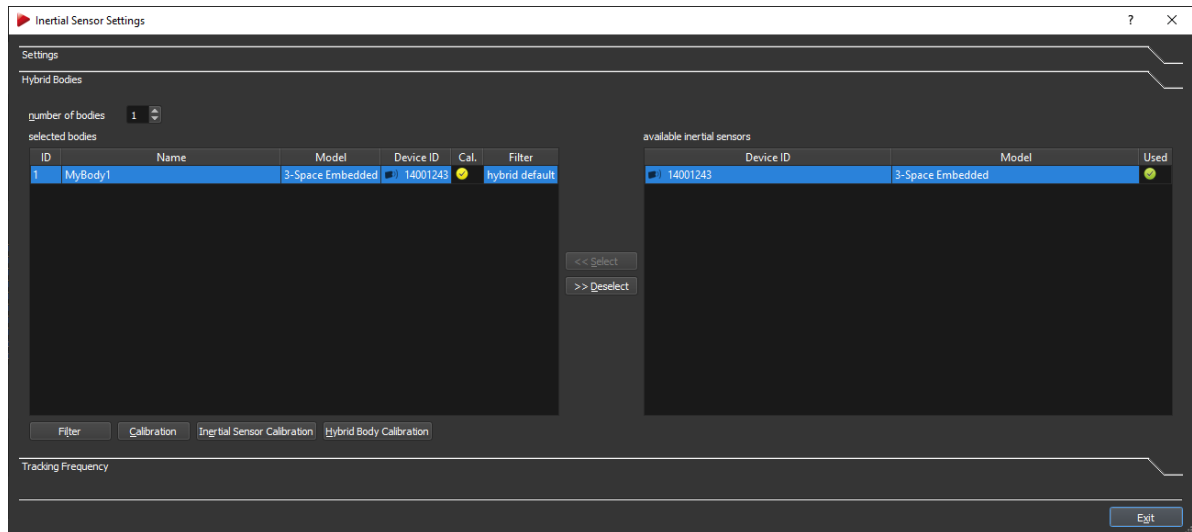 Inertial Sensor Settings
?
Settings
Hybrid Bodies
number of bodies 1
selected bodies
available inertial sensors
ID Name Model Device ID Cal. Filter
Device ID Model Used
1 MyBody1 3-Space Embedded 14001243 hybrid default
14001243 3-Space Embedded
<< Select
>> Deselect
Filter Calibration Inertial Sensor Calibration Hybrid Body Calibration
Tracking Frequency
Exit